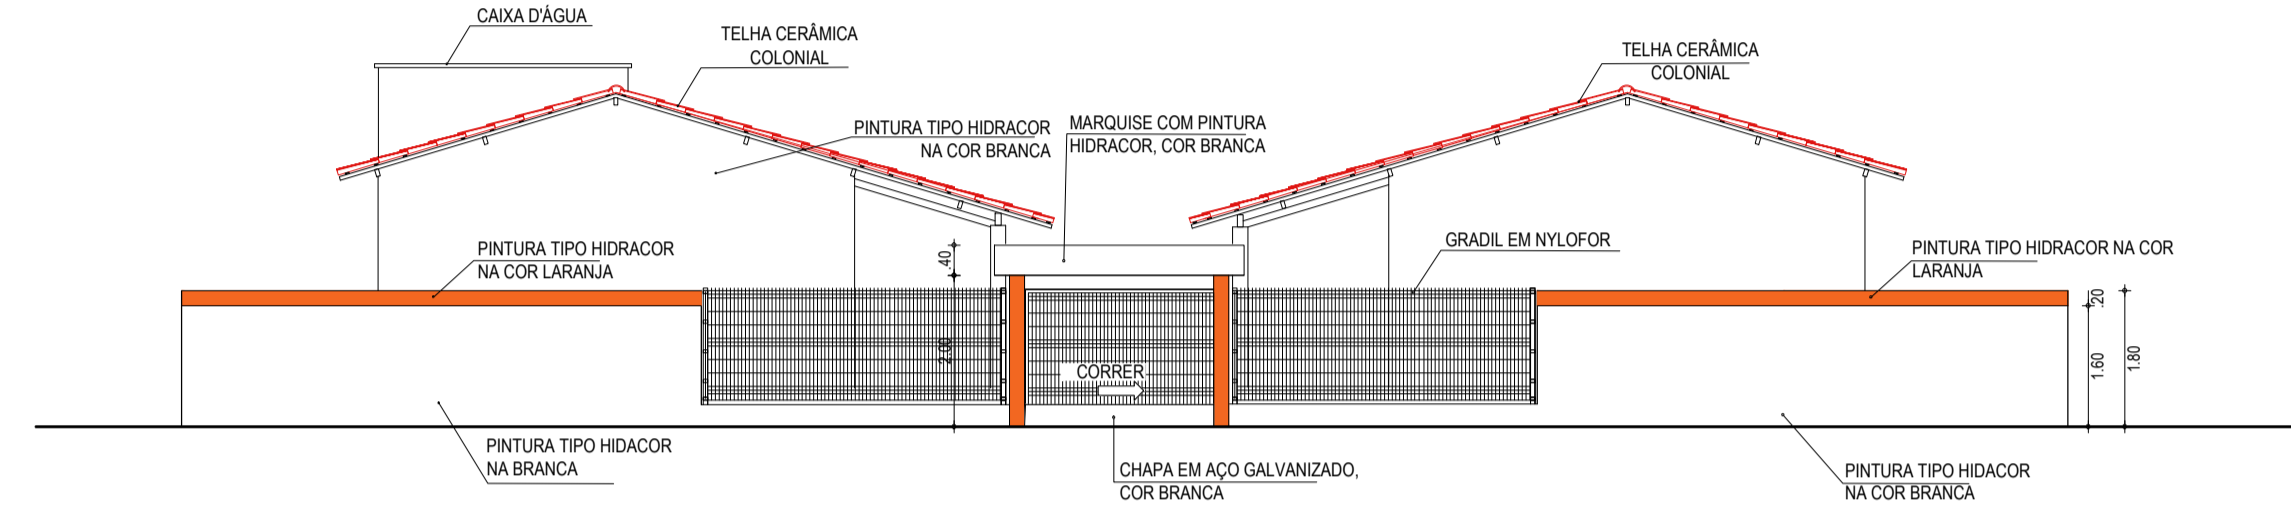 CAIXA D'ÁGUA
TELHA CERÂMICA
COLONIAL
TELHA CERÂMICA
COLONIAL
PINTURA TIPO HIDRACOR
NA COR BRANCA
MARQUISE COM PINTURA
HIDRACOR, COR BRANCA
PINTURA TIPO HIDRACOR
NA COR LARANJA
.40
GRADIL EM NYLOFOR
PINTURA TIPO HIDRACOR NA COR
LARANJA
2.00
CORRER
.20
1.60
1.80
PINTURA TIPO HIDACOR
NA BRANCA
CHAPA EM AÇO GALVANIZADO,
COR BRANCA
PINTURA TIPO HIDACOR
NA COR BRANCA